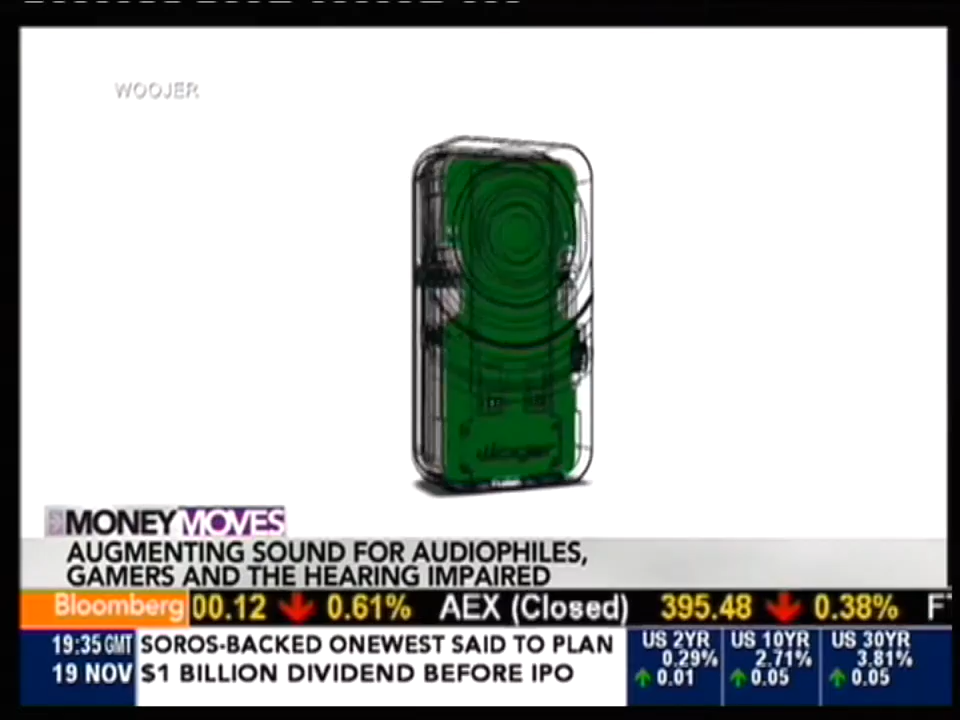 WOOJER
MONEY MOVES
AUGMENTING SOUND FOR AUDIOPHILES,
GAMERS AND THE HEARING IMPAIRED
Bloomberg 00.12 0.61% AEX (Closed) 395.48 0.38% F
19:35 GMT SOROS-BACKED ONEWEST SAID TO PLAN
19 NOV $1 BILLION DIVIDEND BEFORE IPO
US 2YR US 10YR US 30YR
0.29% 2.71% 3.81%
0.01 0.05 0.05